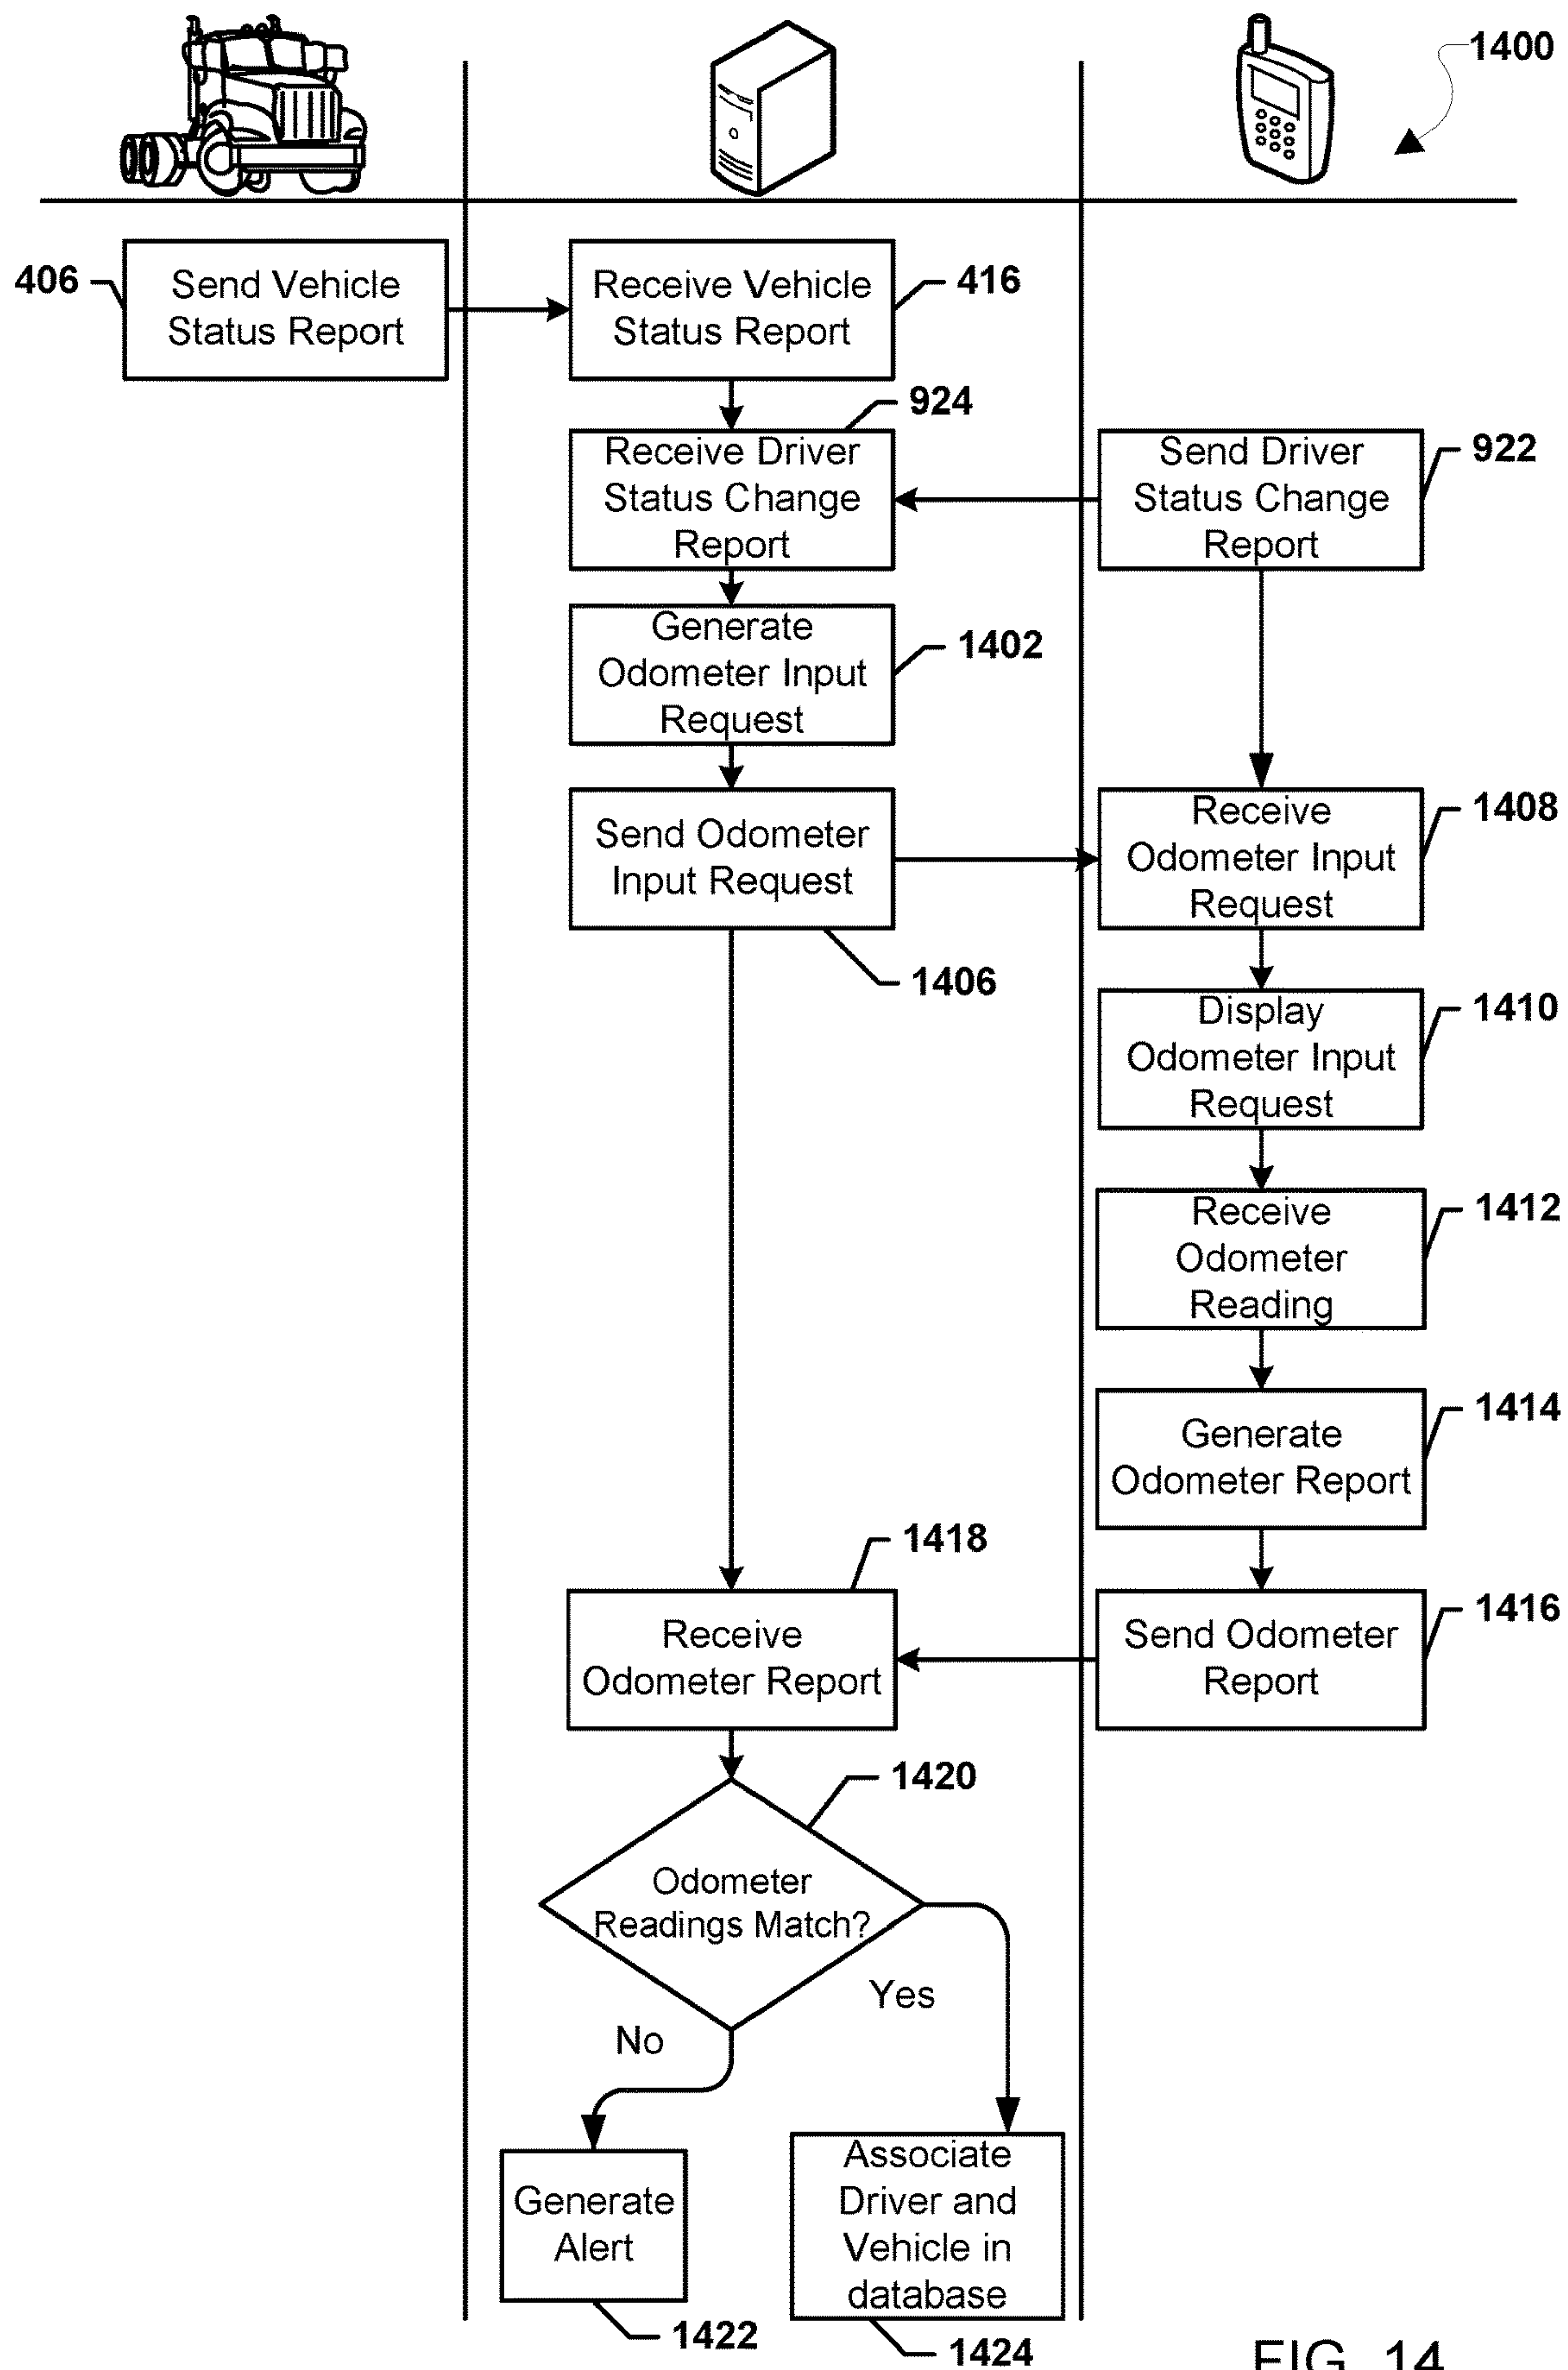 1400
406
Send Vehicle
Status Report
Receive Vehicle
Status Report
416
924
Receive Driver
Status Change
Report
Send Driver
Status Change
Report
922
Generate
Odometer Input
Request
1402
Send Odometer
Input Request
1406
Receive
Odometer Input
Request
1408
Display
Odometer Input
Request
1410
Receive
Odometer
Reading
1412
Generate
Odometer Report
1414
1418
Receive
Odometer Report
Send Odometer
Report
1416
1420
Odometer
Readings Match?
Yes
No
Generate
Alert
1422
Associate
Driver and
Vehicle in
database
1424
FIG. 14